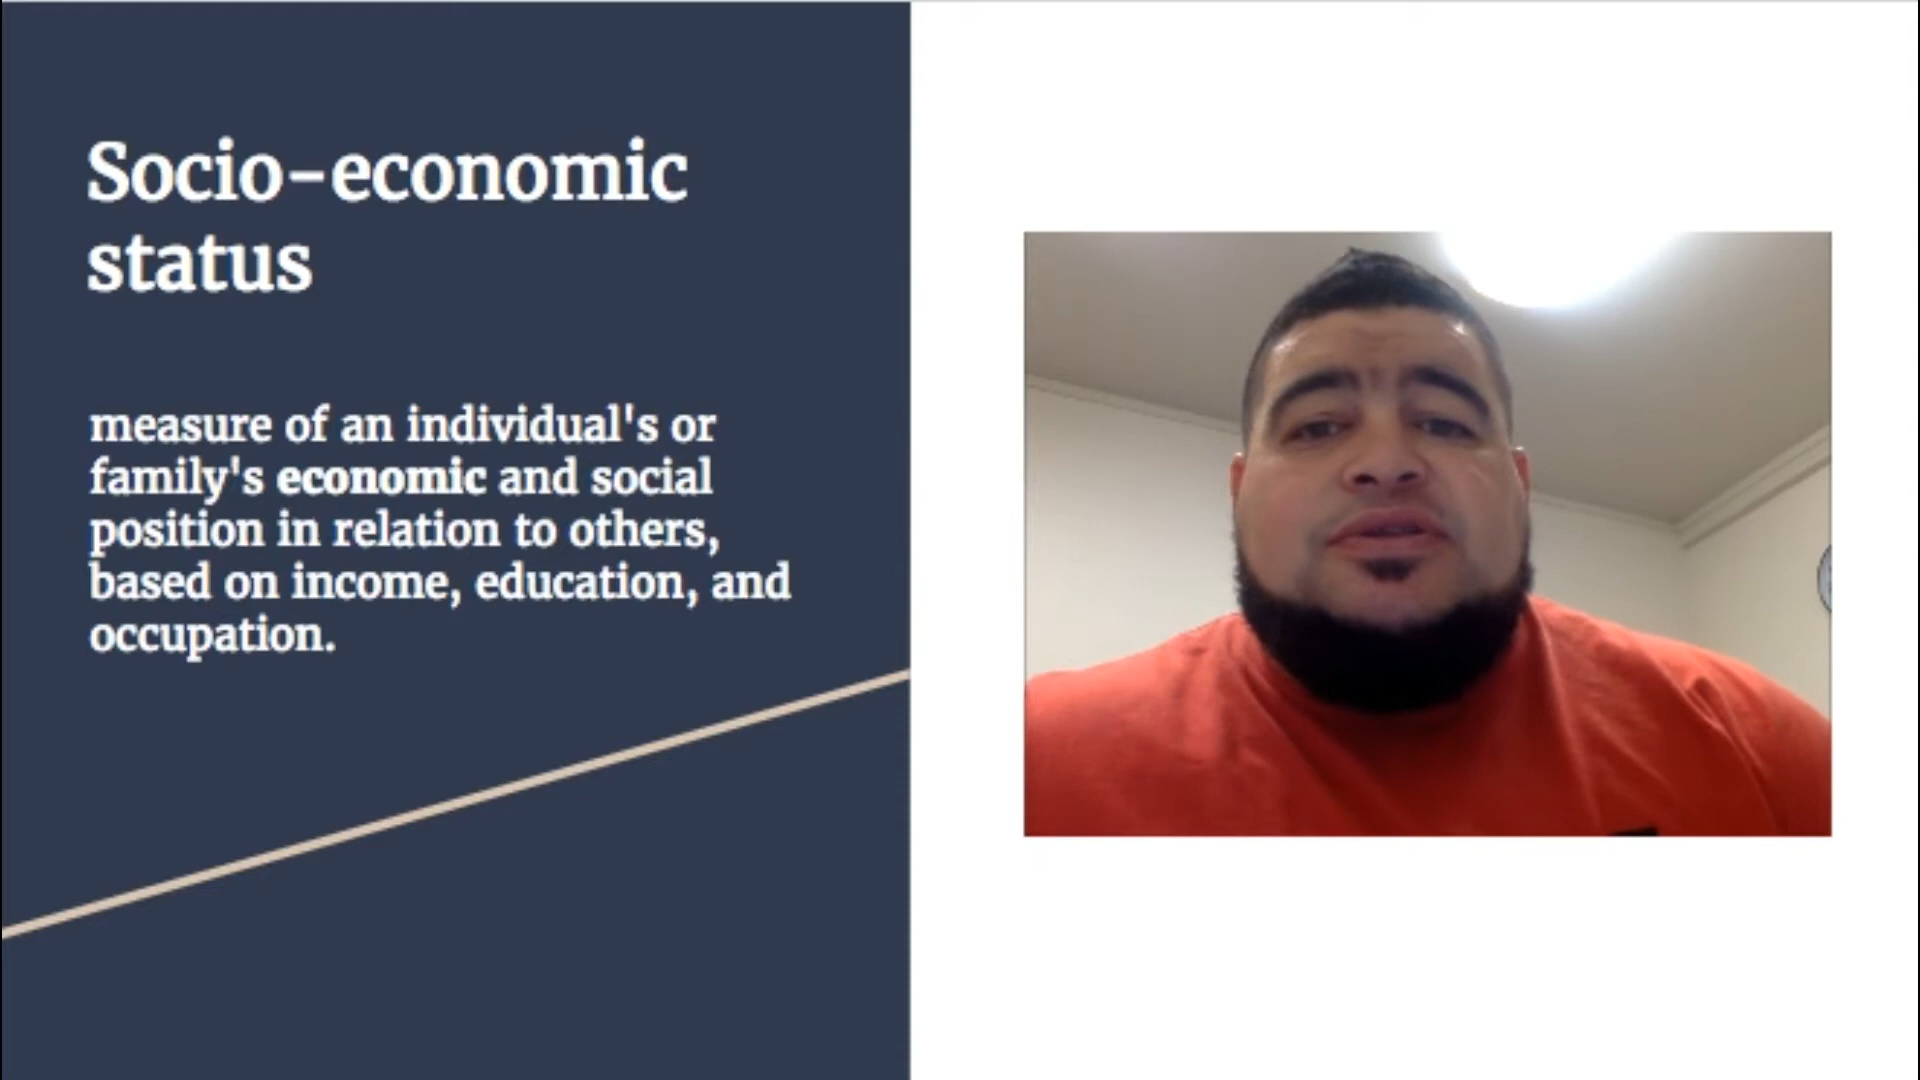 Socio-economic
status
measure of an individual's or
family's economic and social
position in relation to others,
based on income, education, and
occupation.